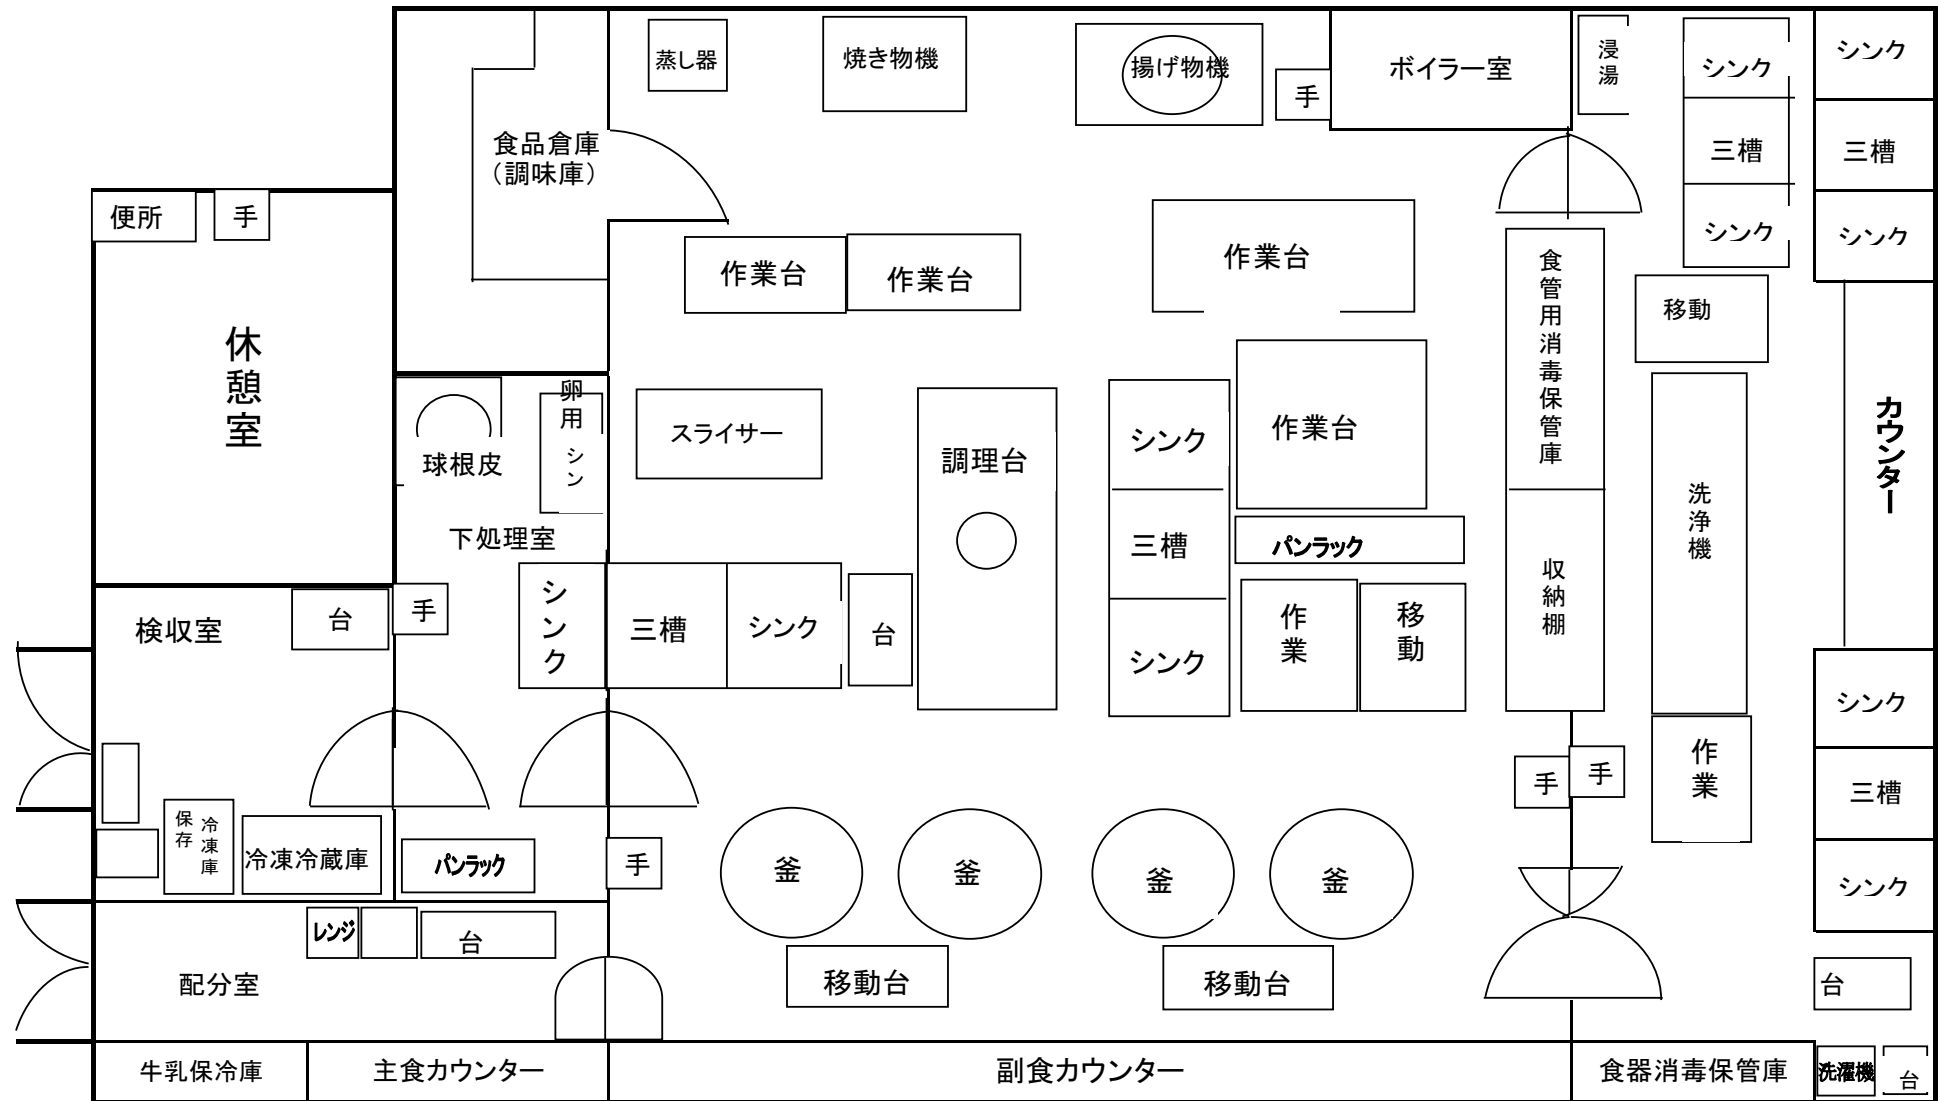 蒸し器
焼き物機
揚げ物機
手
ボイラー室
浸湯
シンク
三槽
シンク
シンク
三槽
シンク
食品倉庫
（調味庫）
便所
手
休憩室
作業台
作業台
作業台
食管用消毒保管庫
収納棚
移動
カウンター
球根皮
卵用
シン
下処理室
スライサー
調理台
シンク
三槽
シンク
作業台
パンラック
作業
移動
洗浄機
作業
検収室
台
手
シンク
三槽
シンク
台
手
手
シンク
三槽
シンク
保存
冷凍庫
冷凍冷蔵庫
パンラック
手
釜
釜
釜
釜
レンジ
台
配分室
移動台
移動台
台
牛乳保冷庫
主食カウンター
副食カウンター
食器消毒保管庫
洗濯機
台